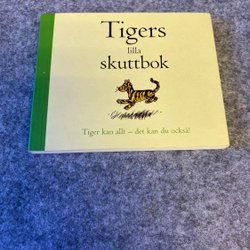 Tigers
lilla
skuttbok
Tiger kan allt – det kan du också!